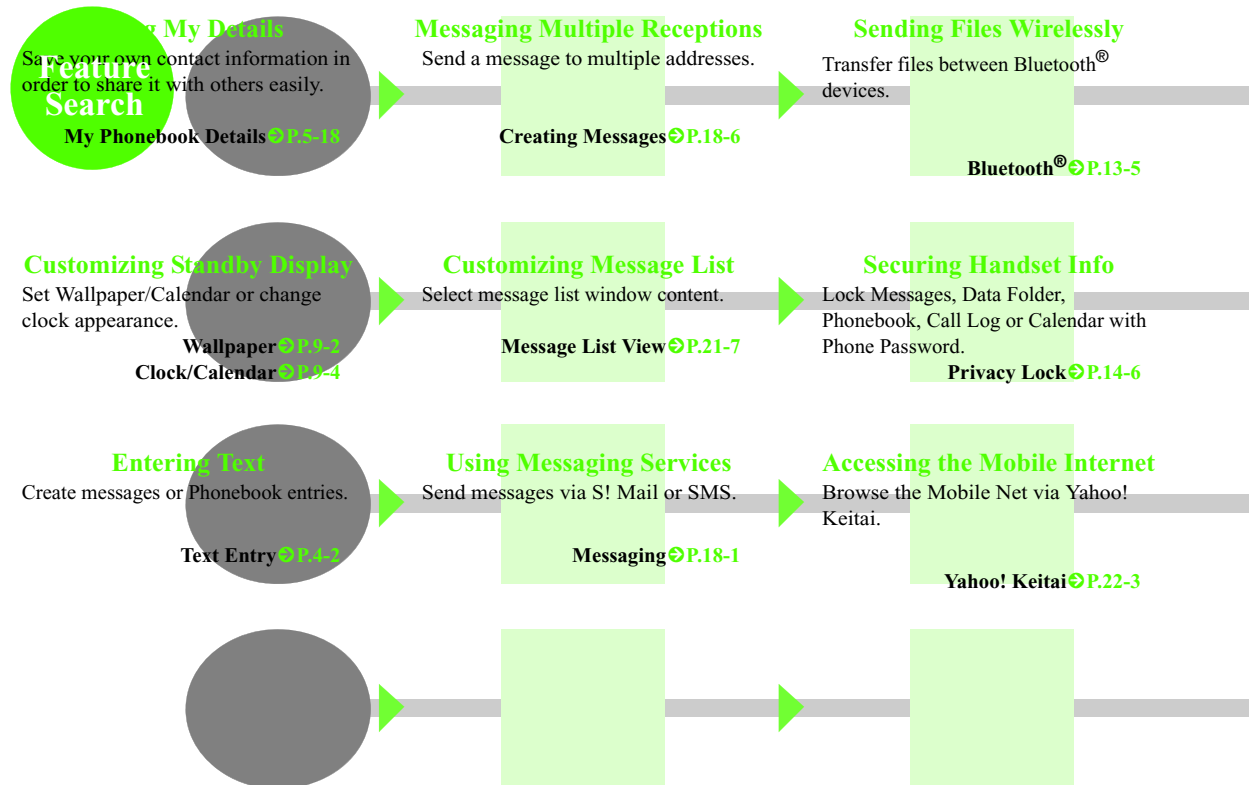 Feature
Search
My Details
Save your own contact information in
order to share it with others easily.
My Phonebook Details P.5-18
Messaging Multiple Receptions
Send a message to multiple addresses.
Creating Messages P.18-6
Sending Files Wirelessly
Transfer files between Bluetooth®
devices.
Bluetooth® P.13-5
Customizing Standby Display
Set Wallpaper/Calendar or change
clock appearance.
Wallpaper P.9-2
Clock/Calendar P.9-4
Customizing Message List
Select message list window content.
Message List View P.21-7
Securing Handset Info
Lock Messages, Data Folder,
Phonebook, Call Log or Calendar with
Phone Password.
Privacy Lock P.14-6
Entering Text
Create messages or Phonebook entries.
Text Entry P.4-2
Using Messaging Services
Send messages via S! Mail or SMS.
Messaging P.18-1
Accessing the Mobile Internet
Browse the Mobile Net via Yahoo!
Keitai.
Yahoo! Keitai P.22-3